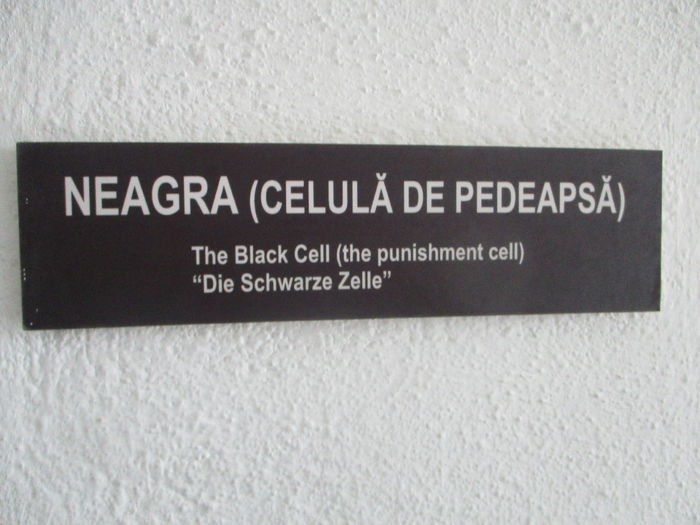 NEAGRA (CELULĂ DE PEDEAPSĂ)
The Black Cell (the punishment cell)
“Die Schwarze Zelle”